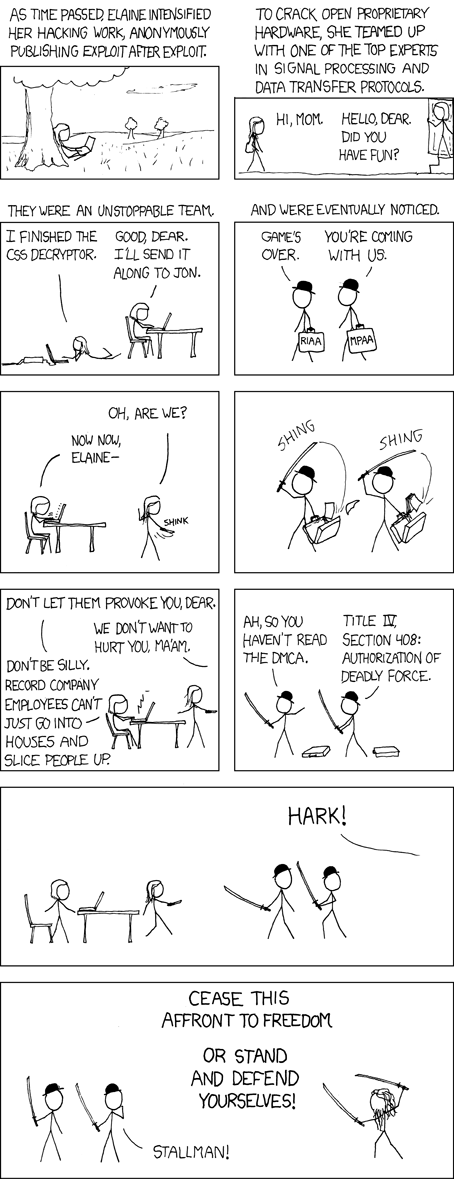 AS TIME PASSED, ELAINE INTENSIFIED
HER HACKING WORK, ANONYMOUSLY
PUBLISHING EXPLOIT AFTER EXPLOIT.
TO CRACK OPEN PROPRIETARY
HARDWARE, SHE TEAMED UP
WITH ONE OF THE TOP EXPERTS
IN SIGNAL PROCESSING AND
DATA TRANSFER PROTOCOLS.
HI, MOM.
HELLO, DEAR.
DID YOU
HAVE FUN?
THEY WERE AN UNSTOPPABLE TEAM.
I FINISHED THE
CSS DECRYPTOR.
GOOD, DEAR.
I'LL SEND IT
ALONG TO JON.
AND WERE EVENTUALLY NOTICED.
GAME'S
OVER.
YOU'RE COMING
WITH US.
RIAA
MPAA
OH, ARE WE?
NOW NOW,
ELAINE—
SHINK
SHING
SHING
DON'T LET THEM PROVOKE YOU, DEAR.
WE DON'T WANT TO
HURT YOU, MA'AM.
DON'T BE SILLY.
RECORD COMPANY
EMPLOYEES CAN'T
JUST GO INTO
HOUSES AND
SLICE PEOPLE UP.
AH, SO YOU
HAVEN'T READ
THE DMCA.
TITLE IV,
SECTION 408:
AUTHORIZATION OF
DEADLY FORCE.
HARK!
CEASE THIS
AFFRONT TO FREEDOM
OR STAND
AND DEFEND
YOURSELVES!
STALLMAN!